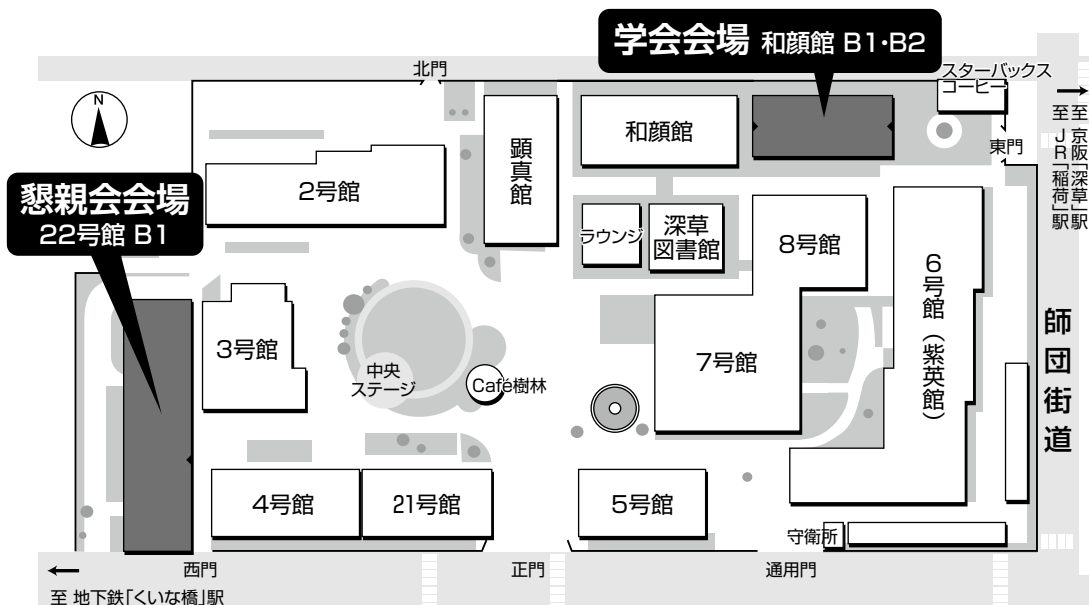 学会会場 和顔館 B1・B2
北門
スターバックス
コーヒー
N
顕真館
和顔館
東門
至 京阪「深草」駅
至 JR「稲荷」駅
2号館
懇親会会場
22号館 B1
ラウンジ
深草
図書館
8号館
6号館(紫英館)
3号館
中央
ステージ
Café樹林
7号館
師団街道
4号館
21号館
5号館
守衛所
西門
正門
通用門
至 地下鉄「くいな橋」駅